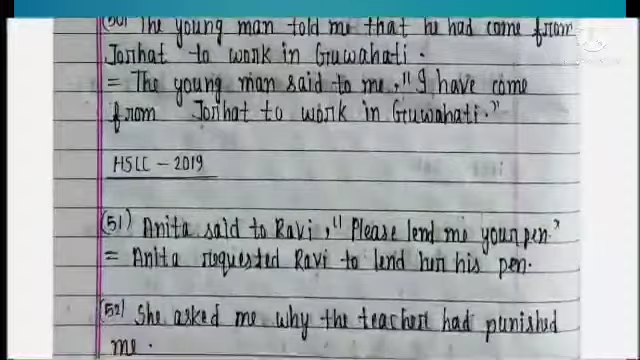 (50) The young man told me that he had come from
Jorhat to work in Guwahati.
= The young man said to me, "I have come
from Jorhat to work in Guwahati."
HSLC - 2019
(51) Anita said to Ravi, "Please lend me your pen."
= Anita requested Ravi to lend her his pen.
(52) She asked me why the teacher had punished
me.